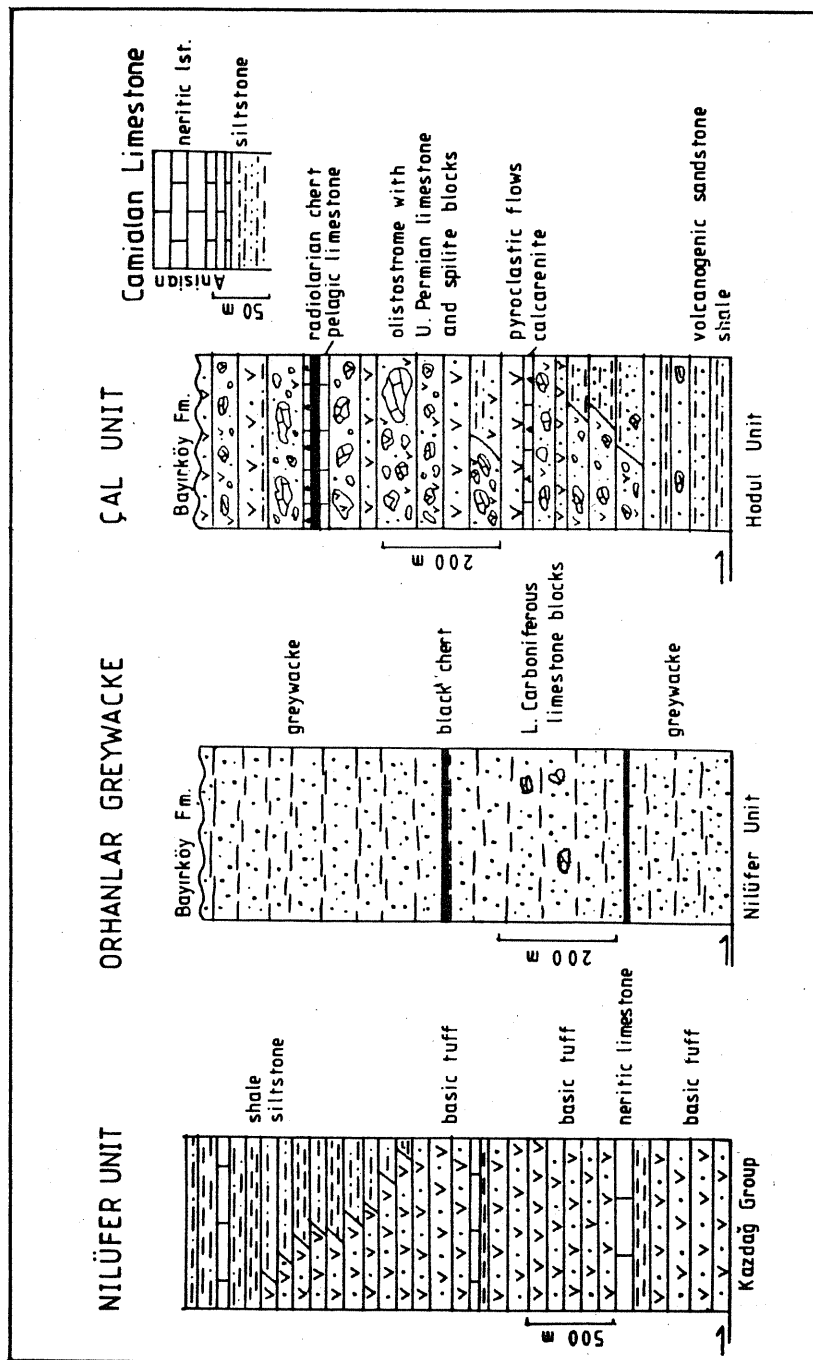 NILÜFER UNIT
shale
siltstone
basic tuff
basic tuff
neritic limestone
basic tuff
500 m
Kazdağ Group
ORHANLAR GREYWACKE
Bayırköy Fm.
greywacke
black chert
L. Carboniferous
limestone blocks
greywacke
200 m
Nilüfer Unit
ÇAL UNIT
Bayırköy Fm.
radiolarian chert
pelagic limestone
olistostrome with
U. Permian limestone
and spilite blocks
pyroclastic flows
calcarenite
volcanogenic sandstone
shale
200 m
Hodul Unit
Camialan Limestone
neritic lst.
siltstone
Anisian
50 m